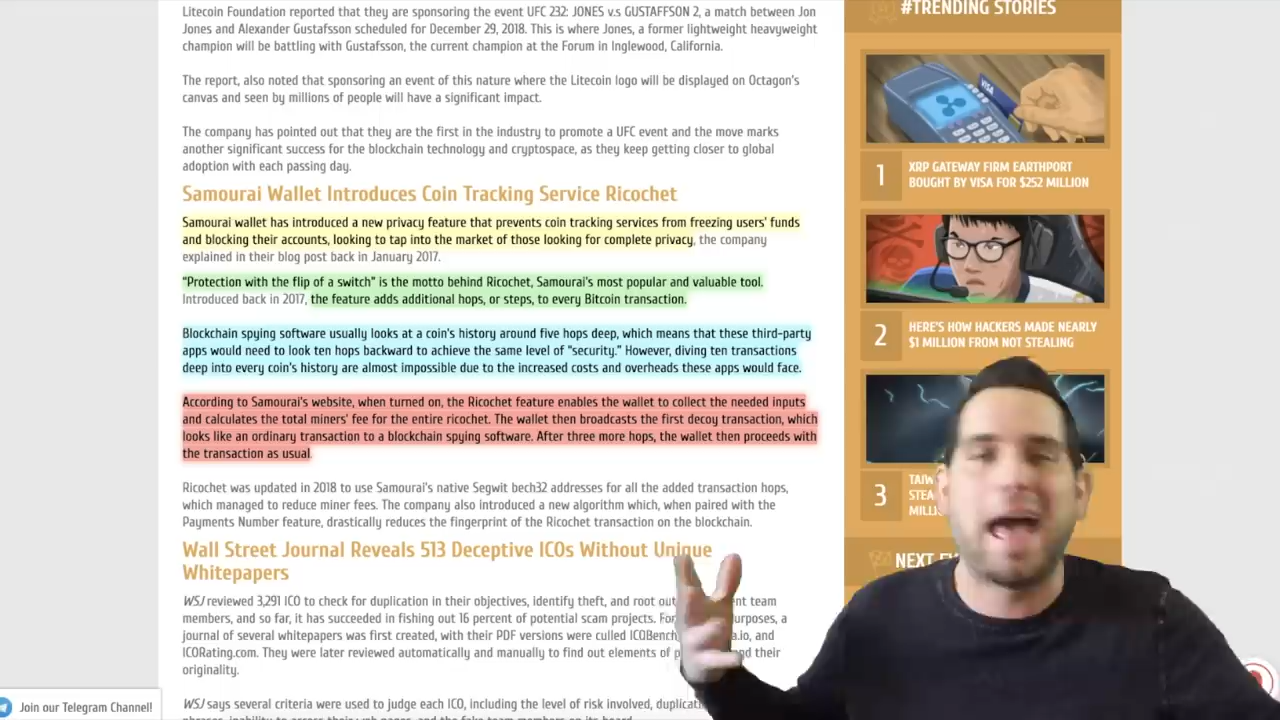 Litecoin Foundation reported that they are sponsoring the event UFC 232: JONES v.s GUSTAFFSON 2, a match between Jon
Jones and Alexander Gustafsson scheduled for December 29, 2018. This is where Jones, a former lightweight heavyweight
champion will be battling with Gustafsson, the current champion at the Forum in Inglewood, California.
The report, also noted that sponsoring an event of this nature where the Litecoin logo will be displayed on Octagon's
canvas and seen by millions of people will have a significant impact.
The company has pointed out that they are the first in the industry to promote a UFC event and the move marks
another significant success for the blockchain technology and cryptospace, as they keep getting closer to global
adoption with each passing day.
Samourai Wallet Introduces Coin Tracking Service Ricochet
Samourai wallet has introduced a new privacy feature that prevents coin tracking services from freezing users' funds
and blocking their accounts, looking to tap into the market of those looking for complete privacy, the company
explained in their blog post back in January 2017.
"Protection with the flip of a switch" is the motto behind Ricochet, Samourai's most popular and valuable tool.
Introduced back in 2017, the feature adds additional hops, or steps, to every Bitcoin transaction.
Blockchain spying software usually looks at a coin's history around five hops deep, which means that these third-party
apps would need to look ten hops backward to achieve the same level of "security." However, diving ten transactions
deep into every coin's history are almost impossible due to the increased costs and overheads these apps would face.
According to Samourai's website, when turned on, the Ricochet feature enables the wallet to collect the needed inputs
and calculates the total miners' fee for the entire ricochet. The wallet then broadcasts the first decoy transaction, which
looks like an ordinary transaction to a blockchain spying software. After three more hops, the wallet then proceeds with
the transaction as usual.
Ricochet was updated in 2018 to use Samourai's native Segwit bech32 addresses for all the added transaction hops,
which managed to reduce miner fees. The company also introduced a new algorithm which, when paired with the
Payments Number feature, drastically reduces the fingerprint of the Ricochet transaction on the blockchain.
Wall Street Journal Reveals 513 Deceptive ICOs Without Unique
Whitepapers
WSJ reviewed 3,291 ICO to check for duplication in their objectives, identify theft, and root out team
members, and so far, it has succeeded in fishing out 16 percent of potential scam projects. For
journal of several whitepapers was first created, with their PDF versions were culled and
ICORating.com. They were later reviewed automatically and manually to find out elements of and their
originality.
WSJ says several criteria were used to judge each ICO, including the level of risk involved,
#TRENDING STORIES
VISA
1 XRP GATEWAY FIRM EARTHPORT
BOUGHT BY VISA FOR $252 MILLION
2 HERE'S HOW HACKERS MADE NEARLY
$1 MILLION FROM NOT STEALING
3
NEXT
Join our Telegram Channel!